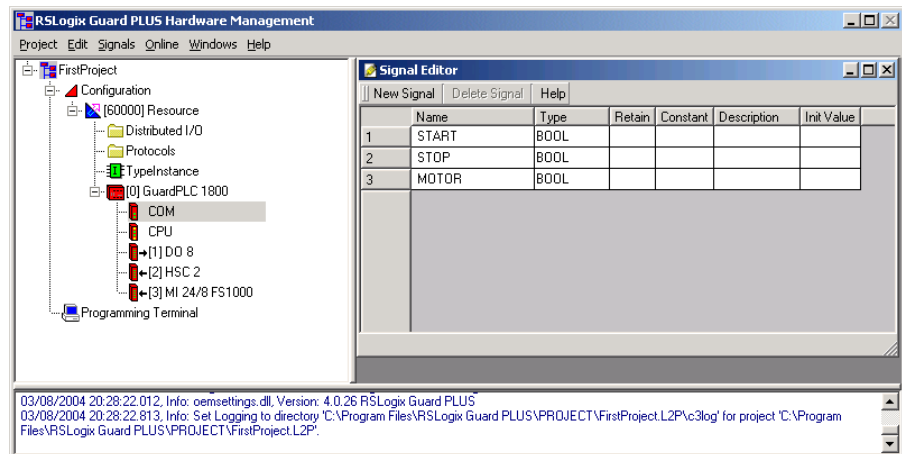 RSLogix Guard PLUS Hardware Management
Project Edit Signals Online Windows Help
FirstProject
Configuration
[60000] Resource
Distributed I/O
Protocols
TypeInstance
[0] GuardPLC 1800
COM
CPU
[1] DO 8
[2] HSC 2
[3] MI 24/8 FS1000
Programming Terminal
Signal Editor
New Signal Delete Signal Help
Name Type Retain Constant Description Init Value
1 START BOOL
2 STOP BOOL
3 MOTOR BOOL
03/08/2004 20:28:22.012, Info: oemsettings.dll, Version: 4.0.26 RSLogix Guard PLUS
03/08/2004 20:28:22.813, Info: Set Logging to directory 'C:\Program Files\RSLogix Guard PLUS\PROJECT\FirstProject.L2P\c3log' for project 'C:\Program
Files\RSLogix Guard PLUS\PROJECT\FirstProject.L2P'.